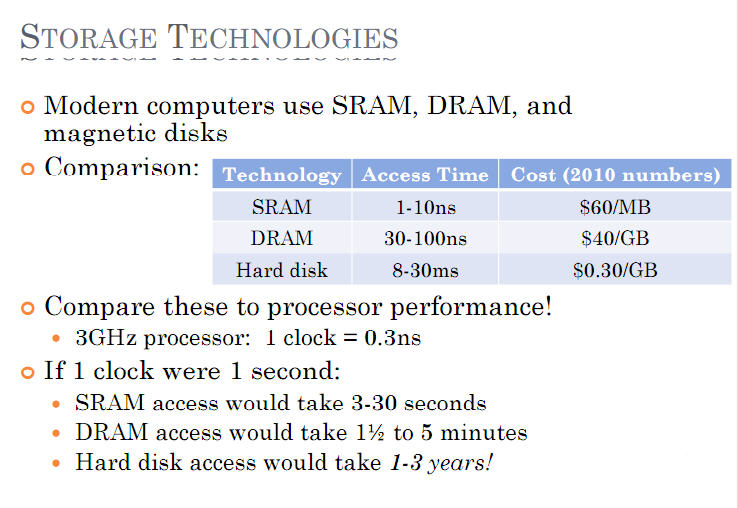 STORAGE TECHNOLOGIES
Modern computers use SRAM, DRAM, and
magnetic disks
Comparison:
Technology Access Time Cost (2010 numbers)
SRAM 1-10ns $60/MB
DRAM 30-100ns $40/GB
Hard disk 8-30ms $0.30/GB
Compare these to processor performance!
3GHz processor: 1 clock = 0.3ns
If 1 clock were 1 second:
SRAM access would take 3-30 seconds
DRAM access would take 1½ to 5 minutes
Hard disk access would take 1-3 years!